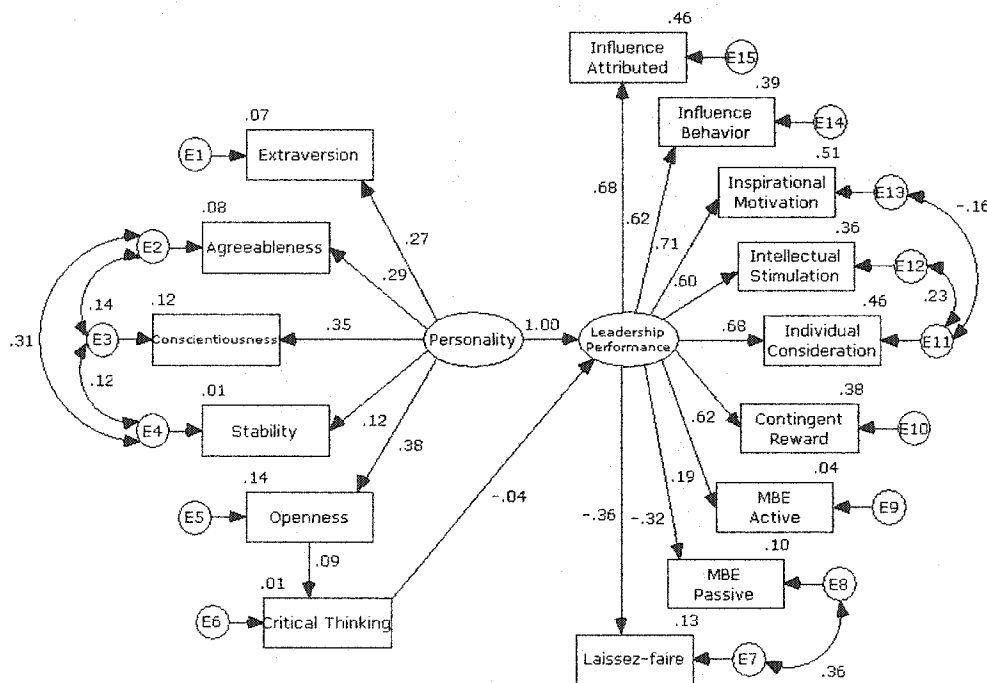 .46
Influence
Attributed
E15
.39
Influence
Behavior
E14
.07
E1
Extraversion
.51
Inspirational
Motivation
E13
-.16
.68
.62
.08
E2
Agreeableness
.27
.71
.36
Intellectual
Stimulation
E12
.29
.60
.23
.14
.12
.31
E3
Conscientiousness
.35
Personality
1.00
Leadership
Performance
.68
.46
Individual
Consideration
E11
.12
.01
E4
Stability
.12
.38
.62
.38
Contingent
Reward
E10
.14
E5
Openness
-.04
.19
.04
MBE
Active
E9
-.36
-.32
.09
.10
MBE
Passive
E8
.01
E6
Critical Thinking
.13
Laissez-faire
E7
.36